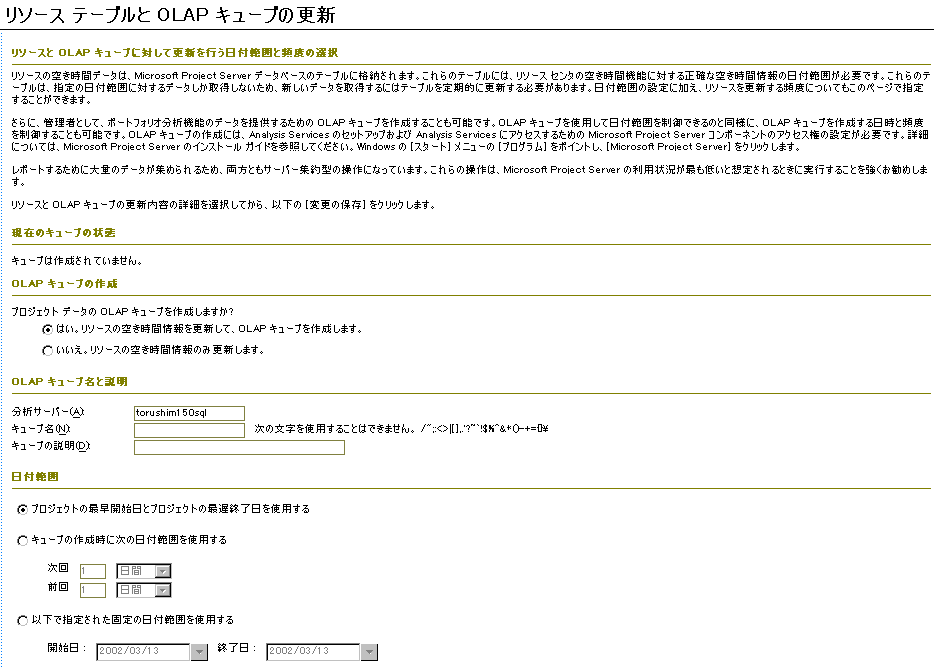 リソース テーブルと OLAP キューブの更新
リソースと OLAP キューブに対して更新を行う日付範囲と頻度の選択
リソースの空き時間データは、Microsoft Project Server データベースのテーブルに格納されます。これらのテーブルには、リソース センタの空き時間機能に対する正確な空き時間情報の日付範囲が必要です。これらのテ
ーブルは、指定の日付範囲に対するデータしか取得しないため、新しいデータを取得するにはテーブルを定期的に更新する必要があります。日付範囲の設定に加え、リソースを更新する頻度についてもこのページで指定
することができます。
さらに、管理者として、ポートフォリオ分析機能のデータを提供するための OLAP キューブを作成することも可能です。OLAP キューブを使用して日付範囲を制御できるのと同様に、OLAP キューブを作成する日時と頻度
を制御することも可能です。OLAP キューブの作成には、Analysis Services のセットアップおよび Analysis Services にアクセスするための Microsoft Project Server コンポーネントのアクセス権の設定が必要です。詳細
については、Microsoft Project Server のインストール ガイドを参照してください。Windows の [スタート] メニューの [プログラム] をポイントし、[Microsoft Project Server] をクリックします。
レポートするために大量のデータが集められるため、両方ともサーバー集約型の操作になっています。これらの操作は、Microsoft Project Server の利用状況が最も低いと想定されるときに実行することを強くお勧めしま
す。
リソースと OLAP キューブの更新内容の詳細を選択してから、以下の [変更の保存] をクリックします。
現在のキューブの状態
キューブは作成されていません。
OLAP キューブの作成
プロジェクト データの OLAP キューブを作成しますか?
はい。リソースの空き時間情報を更新して、OLAP キューブを作成します。
いいえ。リソースの空き時間情報のみ更新します。
OLAP キューブ名と説明
分析サーバー(A): torushim150sql
キューブ名(N): 次の文字を使用することはできません。 /";:<>|[],.'?~`!$%^&*()-+={}¥
キューブの説明(D):
日付範囲
プロジェクトの最早開始日とプロジェクトの最遅終了日を使用する
キューブの作成時に次の日付範囲を使用する
次回 1 日間
前回 1 日間
以下で指定された固定の日付範囲を使用する
開始日: 2002/03/13 終了日: 2002/03/13